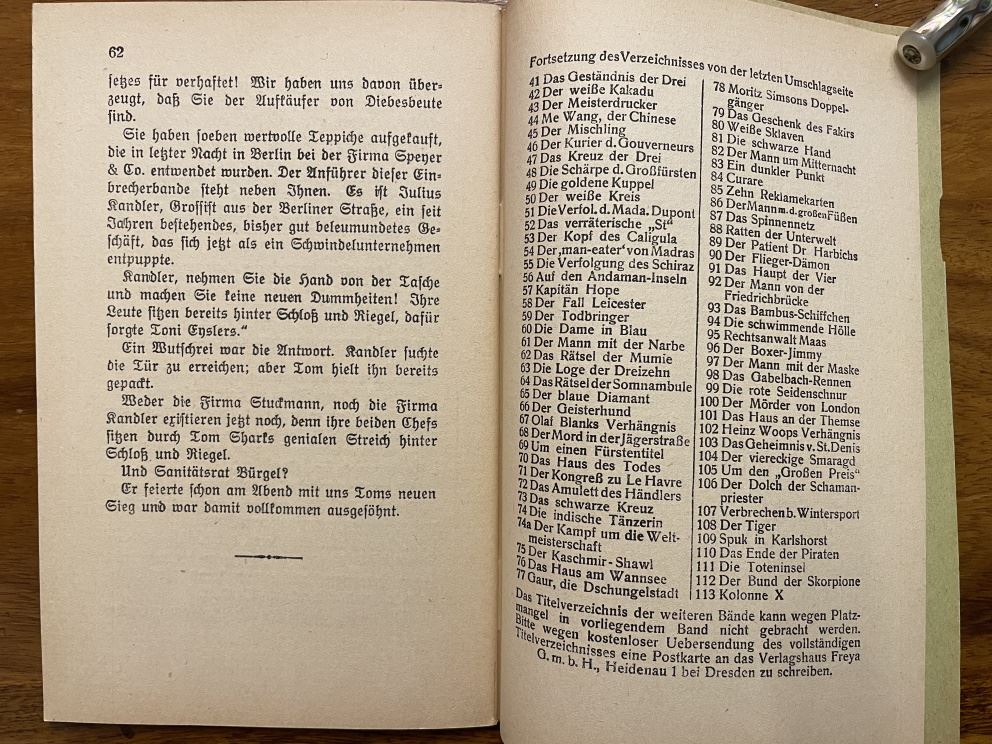 62
ſetzes für verhaftet! Wir haben uns davon über-
zeugt, daß Sie der Aufkäufer von Diebesbeute
ſind.
Sie haben ſoeben wertvolle Teppiche aufgekauft,
die in letzter Nacht in Berlin bei der Firma Speyer
& Co. entwendet wurden. Der Anführer dieſer Ein-
brecherbande ſteht neben Ihnen. Es iſt Julius
Kandler, Groſſiſt aus der Berliner Straße, ein ſeit
Jahren beſtehendes, bisher gut beleumundetes Ge-
ſchäft, das ſich jetzt als ein Schwindelunternehmen
entpuppte.
Kandler, nehmen Sie die Hand von der Taſche
und machen Sie keine neuen Dummheiten! Ihre
Leute ſitzen bereits hinter Schloß und Riegel, dafür
ſorgte Toni Eyslers.“
Ein Wutſchrei war die Antwort. Kandler ſuchte
die Tür zu erreichen; aber Tom hielt ihn bereits
gepackt.
Weder die Firma Stuckmann, noch die Firma
Kandler exiſtieren jetzt noch, denn ihre beiden Chefs
ſitzen durch Tom Sharks genialen Streich hinter
Schloß und Riegel.
Und Sanitätsrat Bürgel?
Er feierte ſchon am Abend mit uns Toms neuen
Sieg und war damit vollkommen ausgeſöhnt.
Fortsetzung des Verzeichnisses von der letzten Umschlagseite
41 Das Geständnis der Drei
42 Der weiße Kakadu
43 Der Meisterdrucker
44 Me Wang, der Chinese
45 Der Mischling
46 Der Kurier d. Gouverneurs
47 Das Kreuz der Drei
48 Die Schärpe d. Großfürsten
49 Die goldene Kuppel
50 Der weiße Kreis
51 Die Verfol. d. Mada. Dupont
52 Das verräterische „St“
53 Der Kopf des Caligula
54 Der ‚man-eater‘ von Madras
55 Die Verfolgung des Schiraz
56 Auf den Andaman-Inseln
57 Kapitän Hope
58 Der Fall Leicester
59 Der Todbringer
60 Die Dame in Blau
61 Der Mann mit der Narbe
62 Das Rätsel der Mumie
63 Die Loge der Dreizehn
64 Das Rätsel der Somnambule
65 Der blaue Diamant
66 Der Geisterhund
67 Olaf Blanks Verhängnis
68 Der Mord in der Jägerstraße
69 Um einen Fürstentitel
70 Das Haus des Todes
71 Der Kongreß zu Le Havre
72 Das Amulett des Händlers
73 Das schwarze Kreuz
74 Die indische Tänzerin
74a Der Kampf um die Welt-
meisterschaft
75 Der Kaschmir-Shawl
76 Das Haus am Wannsee
77 Gaur, die Dschungelstadt
78 Moritz Simsons Doppel-
gänger
79 Das Geschenk des Fakirs
80 Weiße Sklaven
81 Die schwarze Hand
82 Der Mann um Mitternacht
83 Ein dunkler Punkt
84 Curare
85 Zehn Reklamekarten
86 Der Mann m. d. großen Füßen
87 Das Spinnennetz
88 Ratten der Unterwelt
89 Der Patient Dr Harbichs
90 Der Flieger-Dämon
91 Das Haupt der Vier
92 Der Mann von der
Friedrichbrücke
93 Das Bambus-Schiffchen
94 Die schwimmende Hölle
95 Rechtsanwalt Maas
96 Der Boxer-Jimmy
97 Der Mann mit der Maske
98 Das Gabelbach-Rennen
99 Die rote Seidenschnur
100 Der Mörder von London
101 Das Haus an der Themse
102 Heinz Woops Verhängnis
103 Das Geheimnis v. St. Denis
104 Der viereckige Smaragd
105 Um den „Großen Preis“
106 Der Dolch der Schaman-
priester
107 Verbrechen b. Wintersport
108 Der Tiger
109 Spuk in Karlshorst
110 Das Ende der Piraten
111 Die Toteninsel
112 Der Bund der Skorpione
113 Kolonne X
Das Titelverzeichnis der weiteren Bände kann wegen Platz-
mangel in vorliegendem Band nicht gebracht werden.
Bitte wegen kostenloser Uebersendung des vollständigen
Titelverzeichnisses eine Postkarte an das Verlagshaus Freya
G. m. b. H., Heidenau 1 bei Dresden zu schreiben.